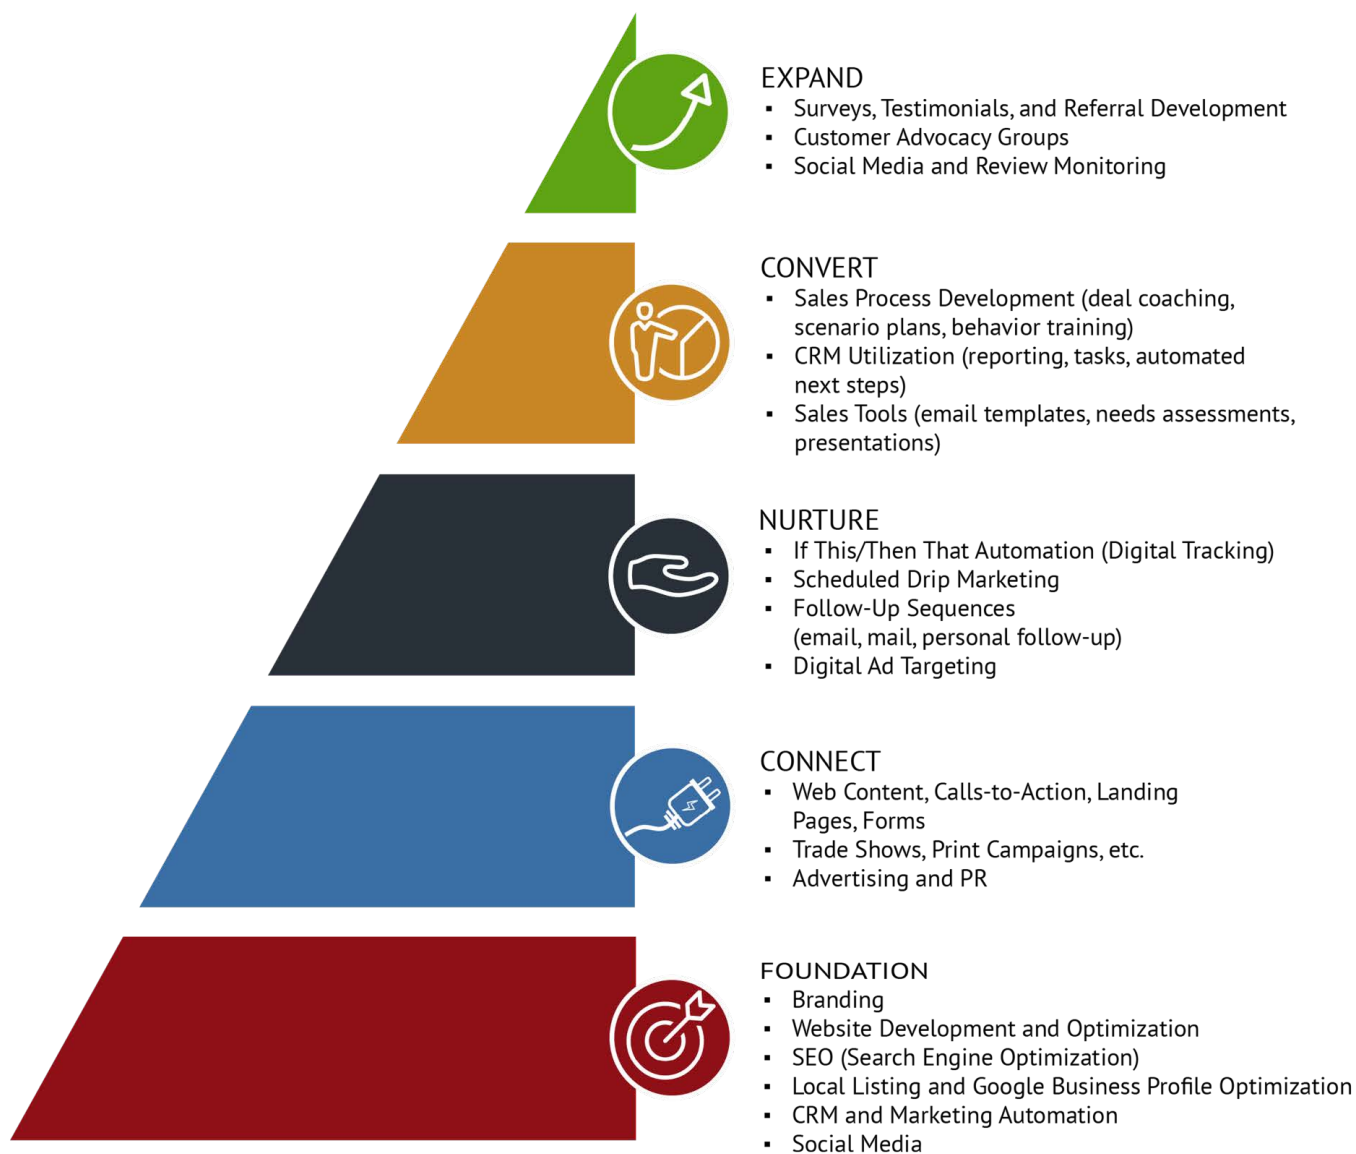 EXPAND
▪ Surveys, Testimonials, and Referral Development
▪ Customer Advocacy Groups
▪ Social Media and Review Monitoring
CONVERT
▪ Sales Process Development (deal coaching,
scenario plans, behavior training)
▪ CRM Utilization (reporting, tasks, automated
next steps)
▪ Sales Tools (email templates, needs assessments,
presentations)
NURTURE
▪ If This/Then That Automation (Digital Tracking)
▪ Scheduled Drip Marketing
▪ Follow-Up Sequences
(email, mail, personal follow-up)
▪ Digital Ad Targeting
CONNECT
▪ Web Content, Calls-to-Action, Landing
Pages, Forms
▪ Trade Shows, Print Campaigns, etc.
▪ Advertising and PR
FOUNDATION
▪ Branding
▪ Website Development and Optimization
▪ SEO (Search Engine Optimization)
▪ Local Listing and Google Business Profile Optimization
▪ CRM and Marketing Automation
▪ Social Media